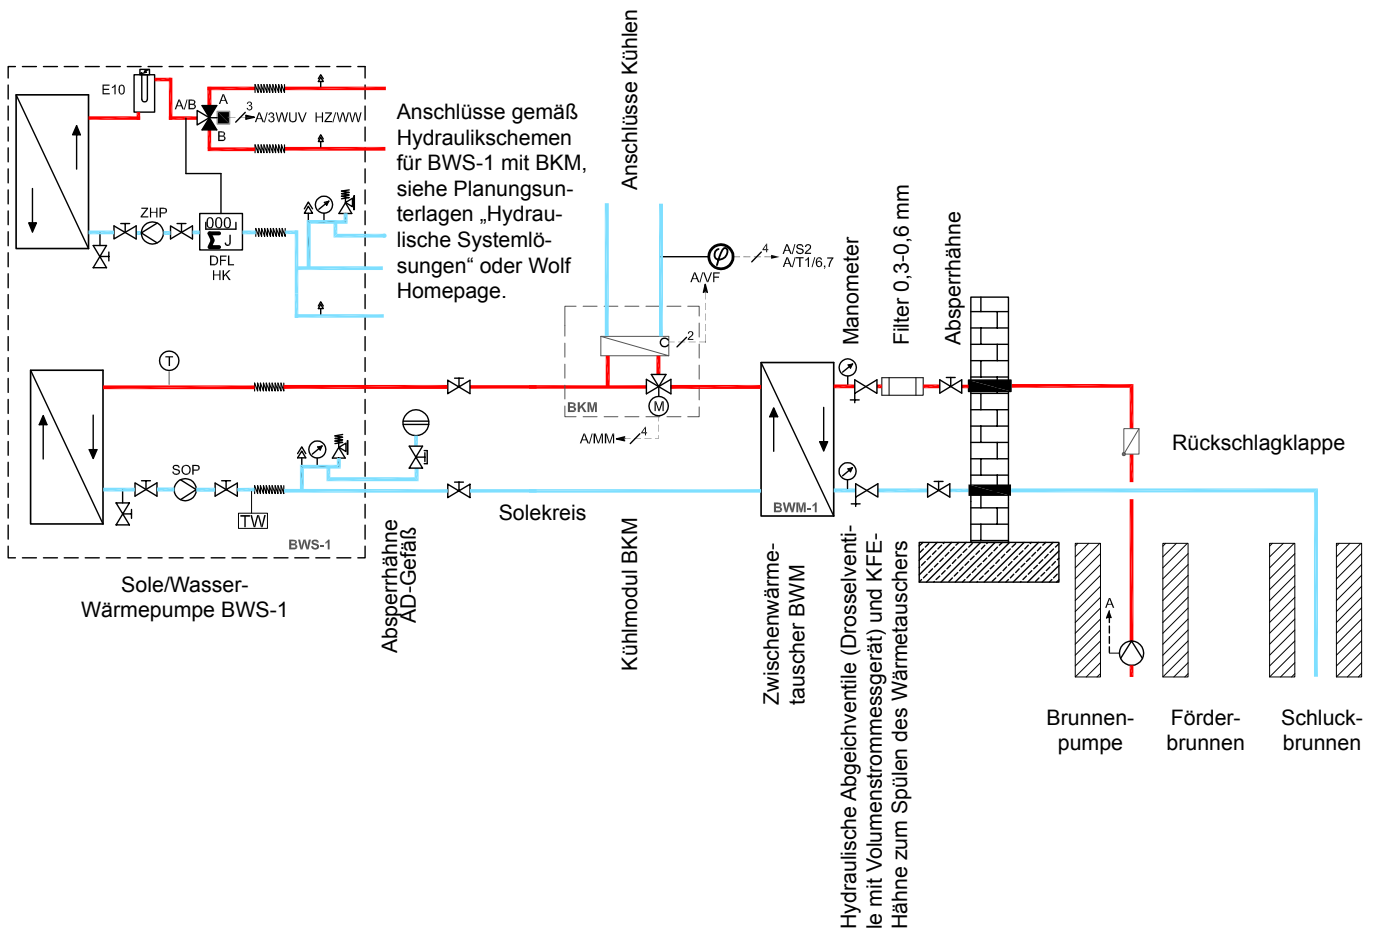 E10
A/B
A
B
3
A/3WUV HZ/WW
ZHP
000
J
Σ J
DFL
HK
Anschlüsse gemäß
Hydraulikschemen
für BWS-1 mit BKM,
siehe Planungsun-
terlagen „Hydrau-
lische Systemlö-
sungen“ oder Wolf
Homepage.
Anschlüsse Kühlen
φ
4
A/S2
A/T1/6,7
A/VF
2
BKM
M
A/MM
4
Manometer
Filter 0,3-0,6 mm
Absperrhähne
T
SOP
TW
BWS-1
Sole/Wasser-
Wärmepumpe BWS-1
Absperrhähne
AD-Gefäß
Solekreis
Kühlmodul BKM
BWM-1
Zwischenwärme-
tauscher BWM
Hydraulische Abgeichventile (Drosselventi-
le mit Volumenstrommessgerät) und KFE-
Hähne zum Spülen des Wärmetauschers
Rückschlagklappe
A
Brunnen-
pumpe
Förder-
brunnen
Schluck-
brunnen